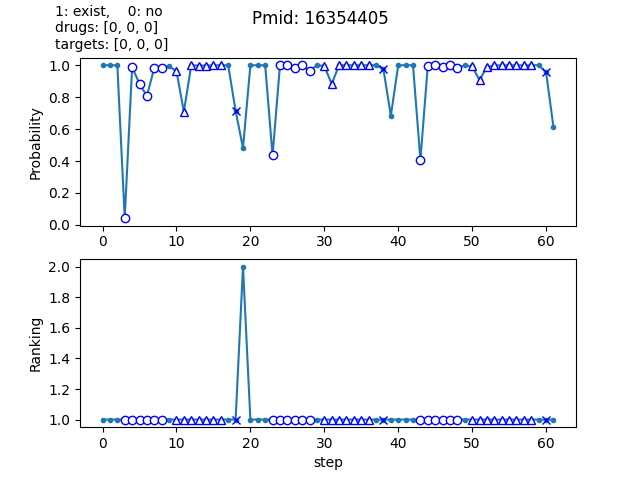 1: exist,    0: no
drugs: [0, 0, 0]
targets: [0, 0, 0]
Pmid: 16354405
1.0
0.8
0.6
0.4
0.2
0.0
Probability
0 10 20 30 40 50 60
2.0
1.8
1.6
1.4
1.2
1.0
Ranking
0 10 20 30 40 50 60
step